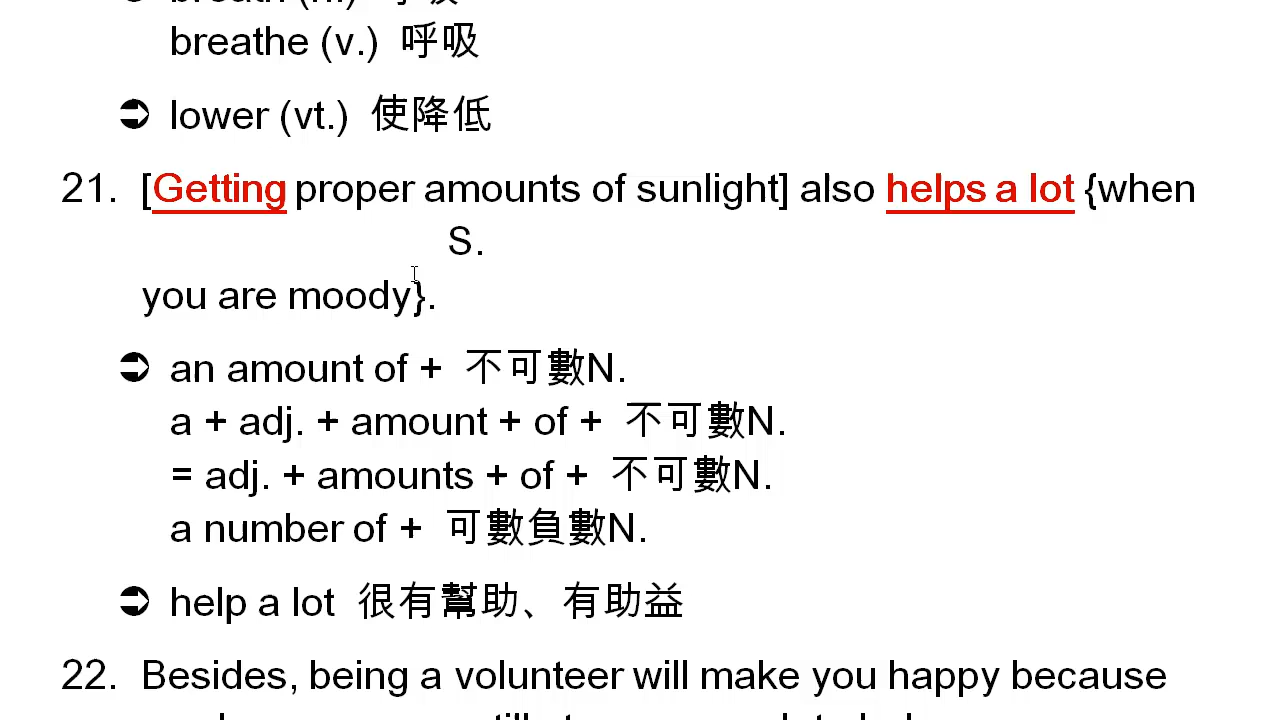 breath (n.) 呼吸
breathe (v.) 呼吸
➲ lower (vt.) 使降低
21. [Getting proper amounts of sunlight] also helps a lot {when
S.
you are moody}.
➲ an amount of + 不可數N.
a + adj. + amount + of + 不可數N.
= adj. + amounts + of + 不可數N.
a number of + 可數負數N.
➲ help a lot 很有幫助、有助益
22. Besides, being a volunteer will make you happy because